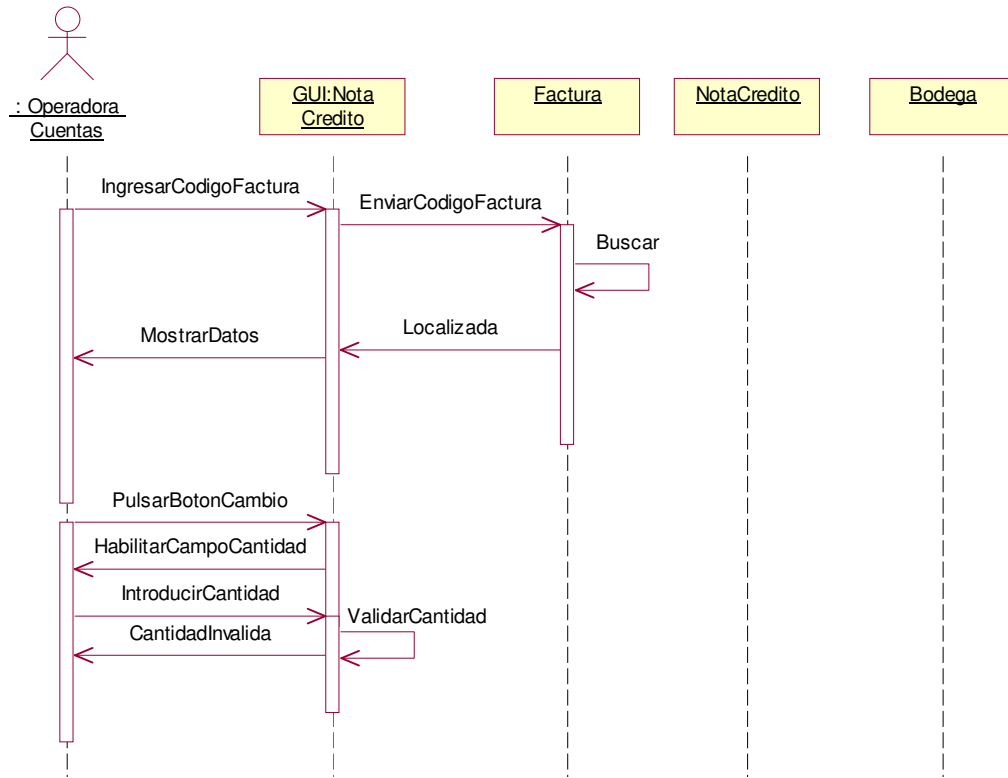 : Operadora
Cuentas
GUI:Nota
Credito
Factura
NotaCredito
Bodega
IngresarCodigoFactura
EnviarCodigoFactura
Buscar
Localizada
MostrarDatos
PulsarBotonCambio
HabilitarCampoCantidad
IntroducirCantidad
ValidarCantidad
CantidadInvalida